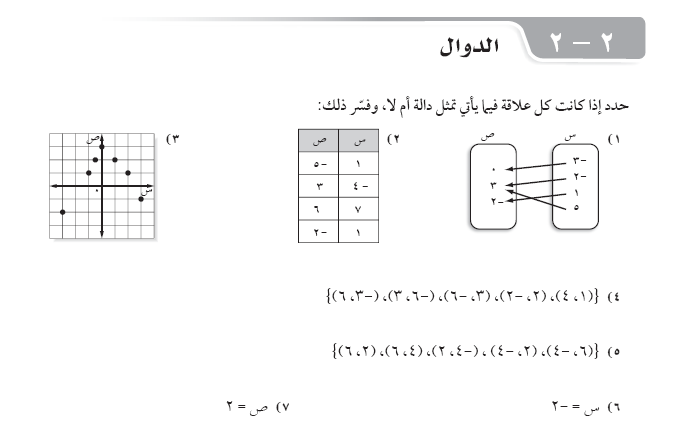 ٢ – ٢ الدوال
حدد إذا كانت كل علاقة فيما يأتي تمثل دالة أم لا، وفسّر ذلك:
١) س ص
–٣ ٠
–٢ ٣
١ –٢
٥
٢) س ص
١ –٥
–٤ ٣
٧ ٦
١ –٢
٣) ص
س
٠
٤) {(١، ٤)، (٢، –٢)، (٣، –٦)، (–٦، ٣)، (–٣، ٦)}
٥) {(٦، –٤)، (٢، –٤)، (–٤، ٢)، (٤، ٦)، (٢، ٦)}
٦) س = –٢ ٧) ص = ٢